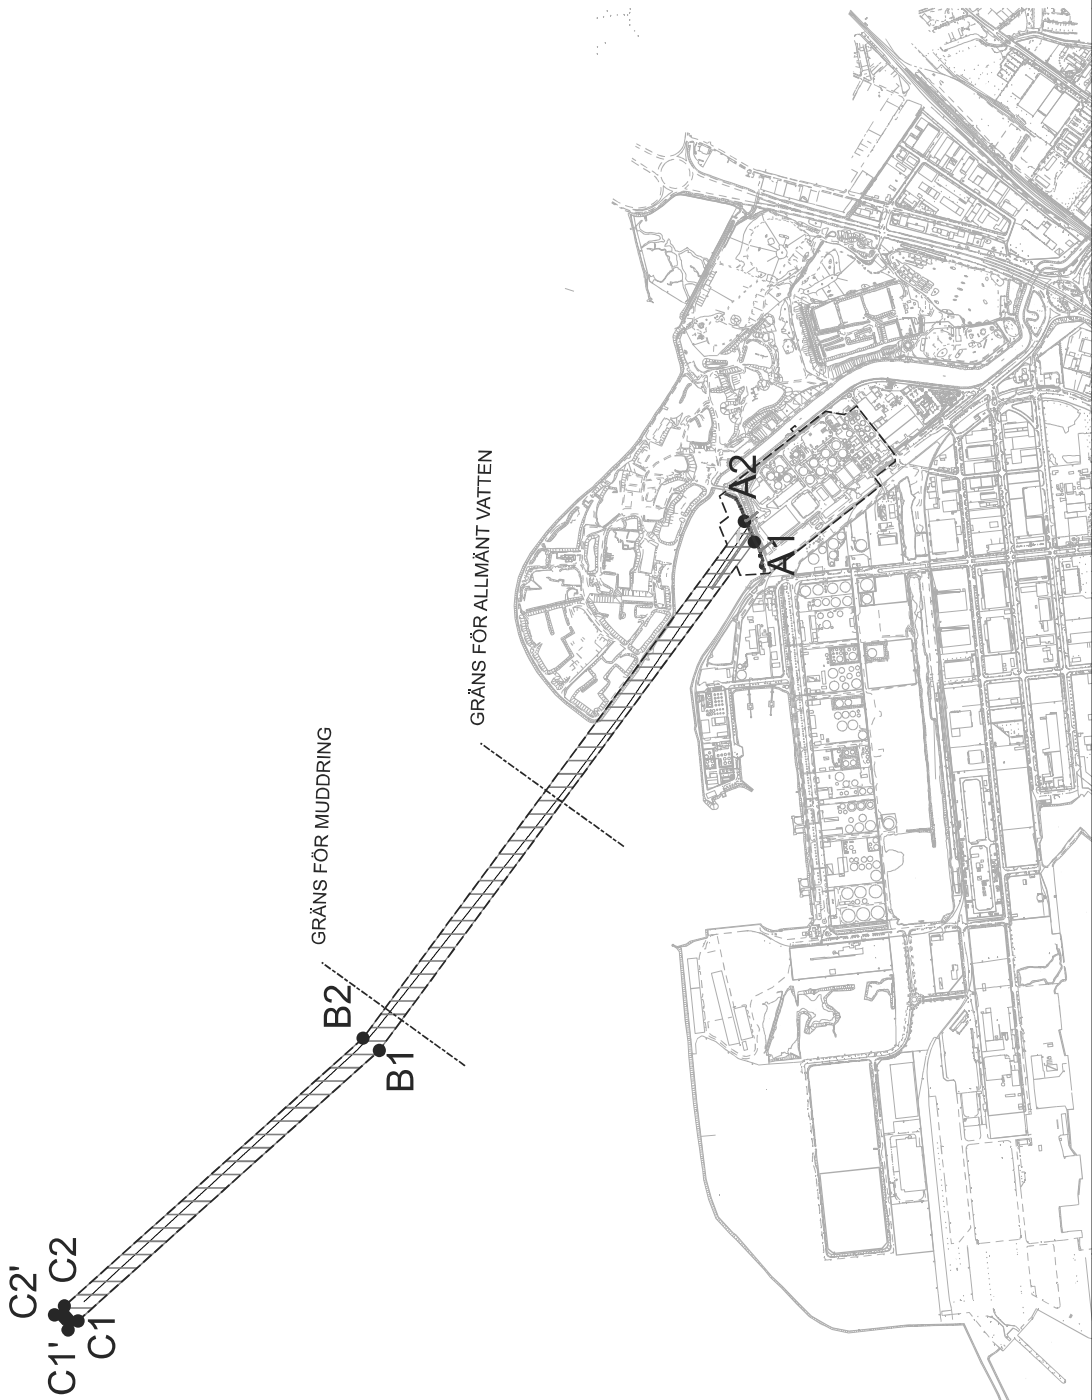 C2'
C2
C1'
C1
GRÄNS FÖR MUDDRING
B2
B1
GRÄNS FÖR ALLMÄNT VATTEN
A2
A1